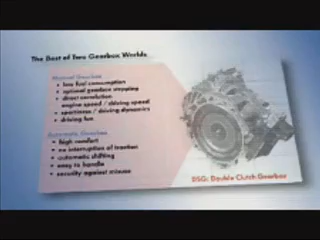 The Best of Two Gearbox Worlds
Manual Gearbox
• low fuel consumption
• optimal gearbox stepping
• direct correlation
engine speed / driving speed
• sportiness / driving dynamics
• driving fun
Automatic Gearbox
• high comfort
• no interruption of traction
• automatic shifting
• easy to handle
• security against misuse
DSG: Double Clutch Gearbox